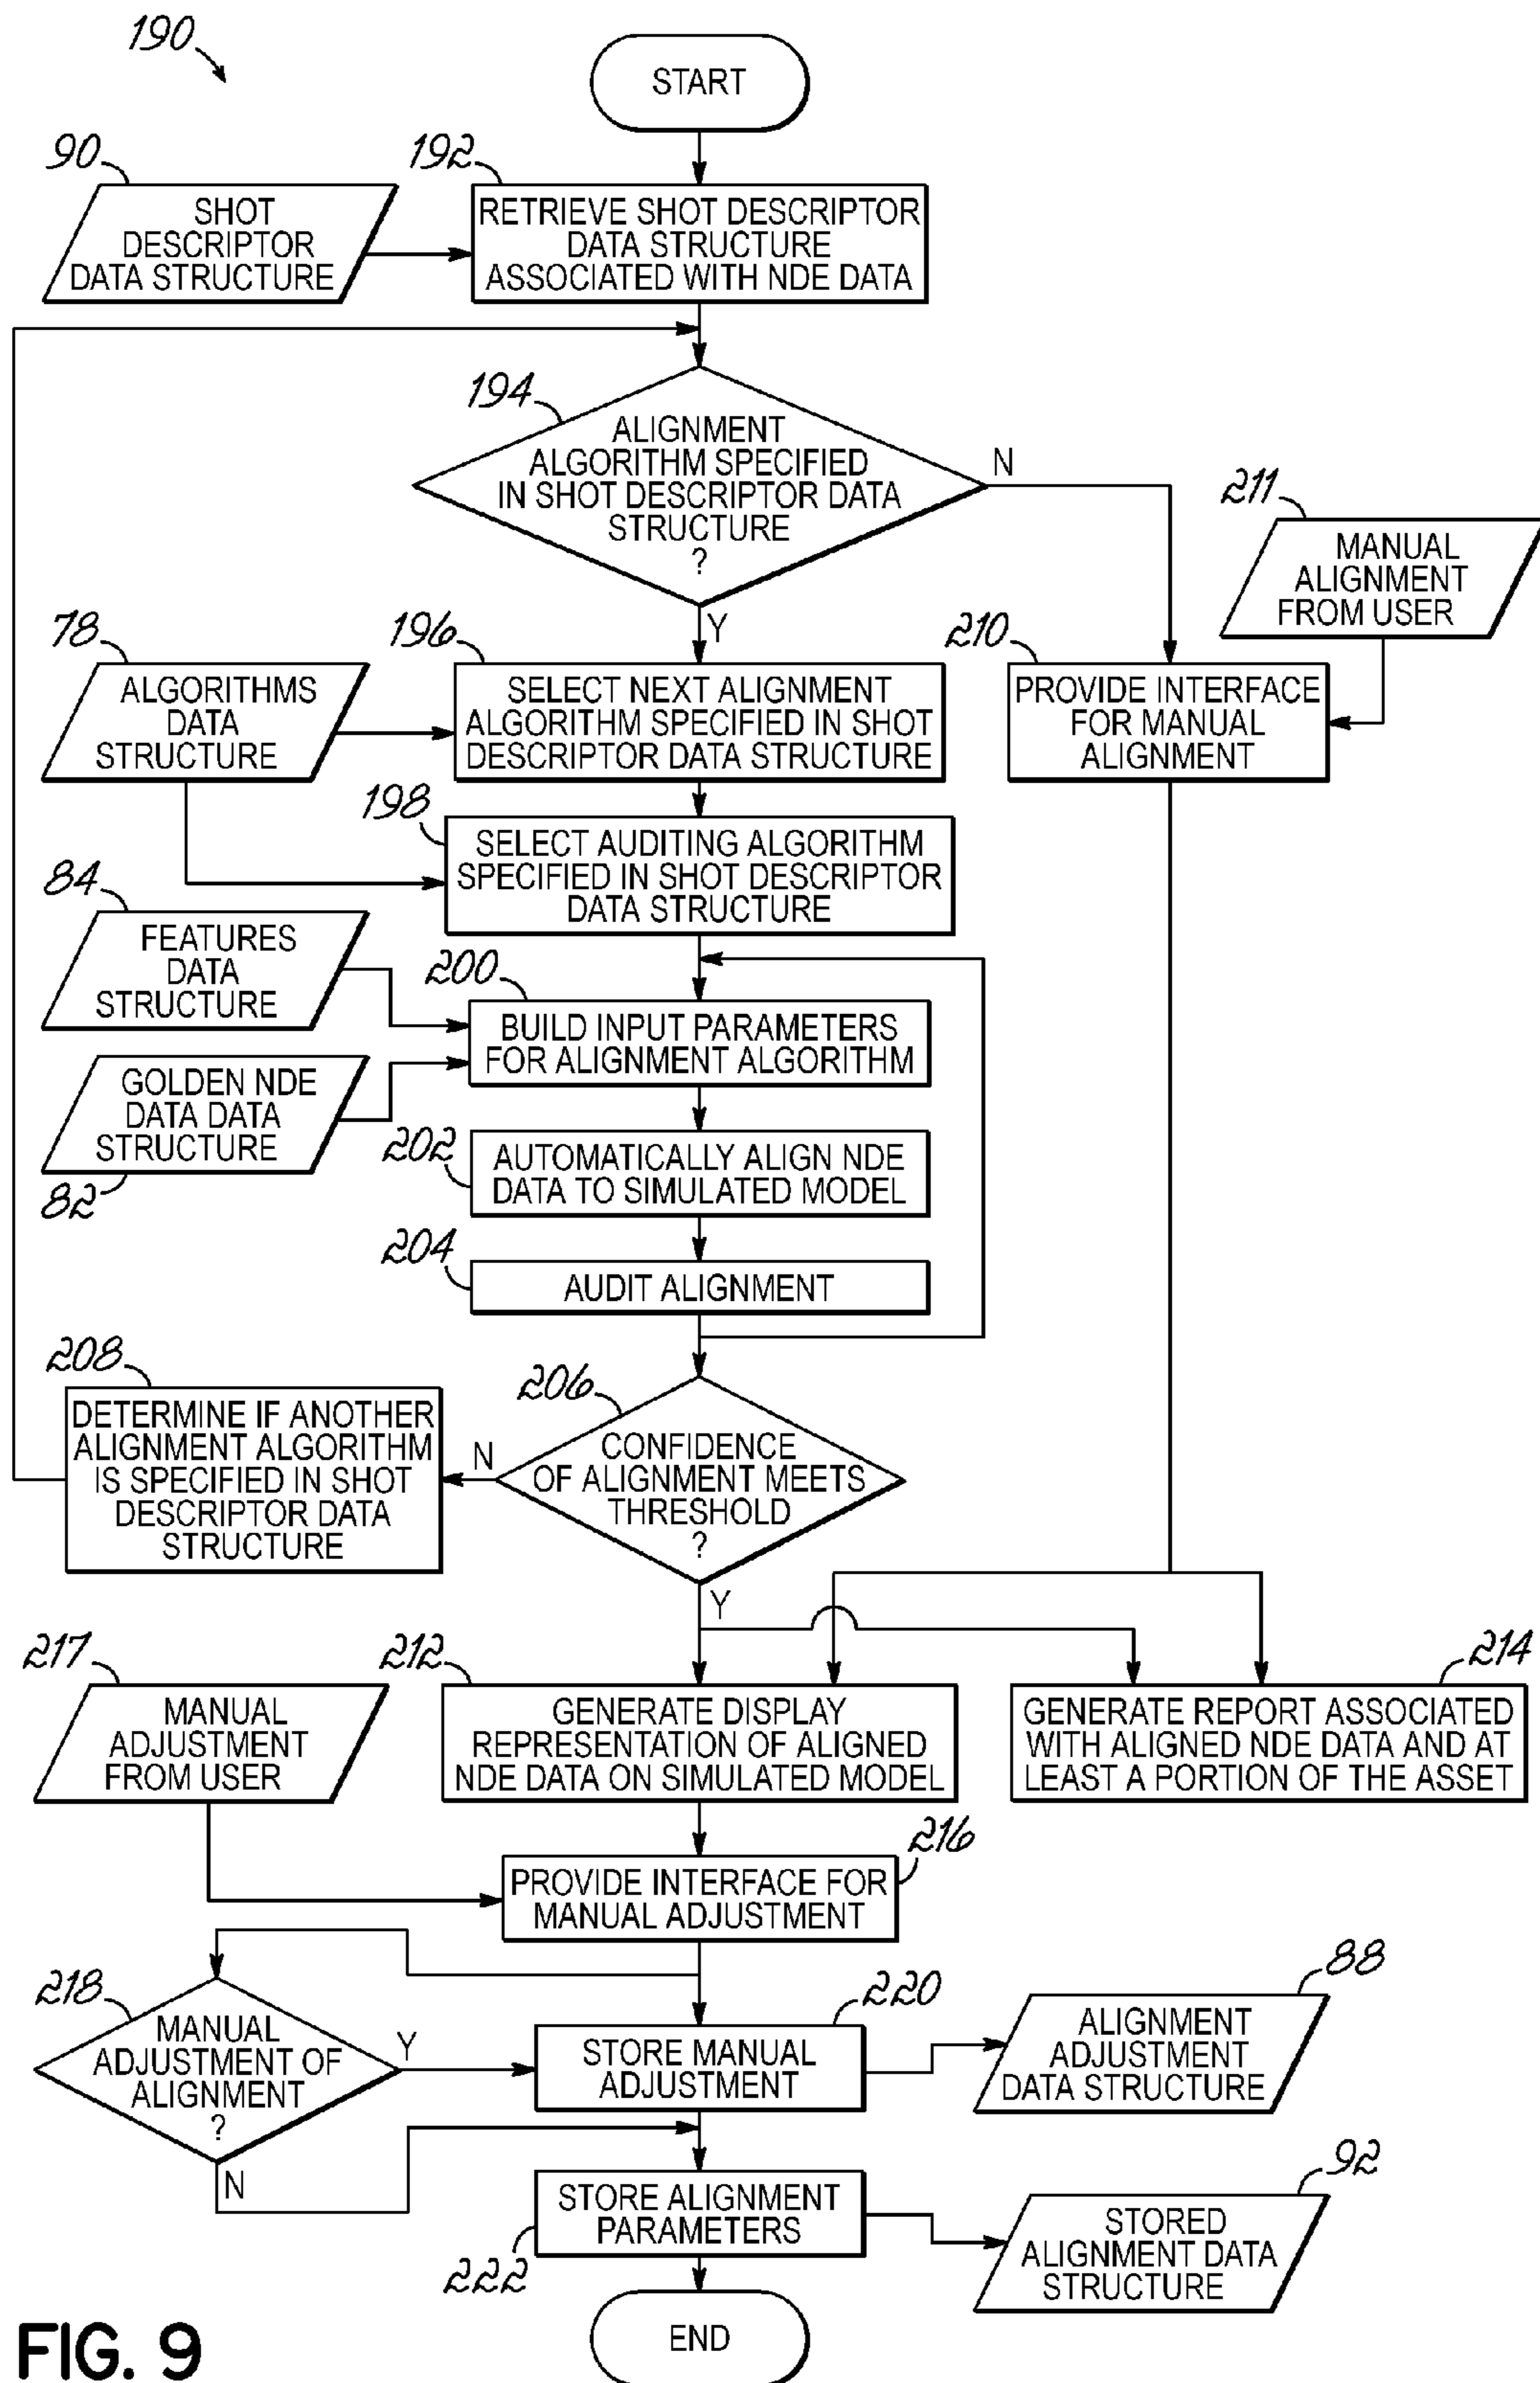 190
START
90
SHOT
DESCRIPTOR
DATA STRUCTURE
192
RETRIEVE SHOT DESCRIPTOR
DATA STRUCTURE
ASSOCIATED WITH NDE DATA
194
ALIGNMENT
ALGORITHM SPECIFIED
IN SHOT DESCRIPTOR DATA
STRUCTURE
?
N
Y
211
MANUAL
ALIGNMENT
FROM USER
78
ALGORITHMS
DATA
STRUCTURE
196
SELECT NEXT ALIGNMENT
ALGORITHM SPECIFIED IN SHOT
DESCRIPTOR DATA STRUCTURE
210
PROVIDE INTERFACE
FOR MANUAL
ALIGNMENT
198
SELECT AUDITING ALGORITHM
SPECIFIED IN SHOT DESCRIPTOR
DATA STRUCTURE
84
FEATURES
DATA
STRUCTURE
200
BUILD INPUT PARAMETERS
FOR ALIGNMENT ALGORITHM
GOLDEN NDE
DATA DATA
STRUCTURE
82
202
AUTOMATICALLY ALIGN NDE
DATA TO SIMULATED MODEL
204
AUDIT ALIGNMENT
208
DETERMINE IF ANOTHER
ALIGNMENT ALGORITHM
IS SPECIFIED IN SHOT
DESCRIPTOR DATA
STRUCTURE
206
CONFIDENCE
OF ALIGNMENT MEETS
THRESHOLD
?
N
Y
217
MANUAL
ADJUSTMENT
FROM USER
212
GENERATE DISPLAY
REPRESENTATION OF ALIGNED
NDE DATA ON SIMULATED MODEL
214
GENERATE REPORT ASSOCIATED
WITH ALIGNED NDE DATA AND AT
LEAST A PORTION OF THE ASSET
216
PROVIDE INTERFACE FOR
MANUAL ADJUSTMENT
218
MANUAL
ADJUSTMENT OF
ALIGNMENT
?
Y
N
220
STORE MANUAL
ADJUSTMENT
88
ALIGNMENT
ADJUSTMENT
DATA STRUCTURE
222
STORE ALIGNMENT
PARAMETERS
92
STORED
ALIGNMENT DATA
STRUCTURE
END
FIG. 9